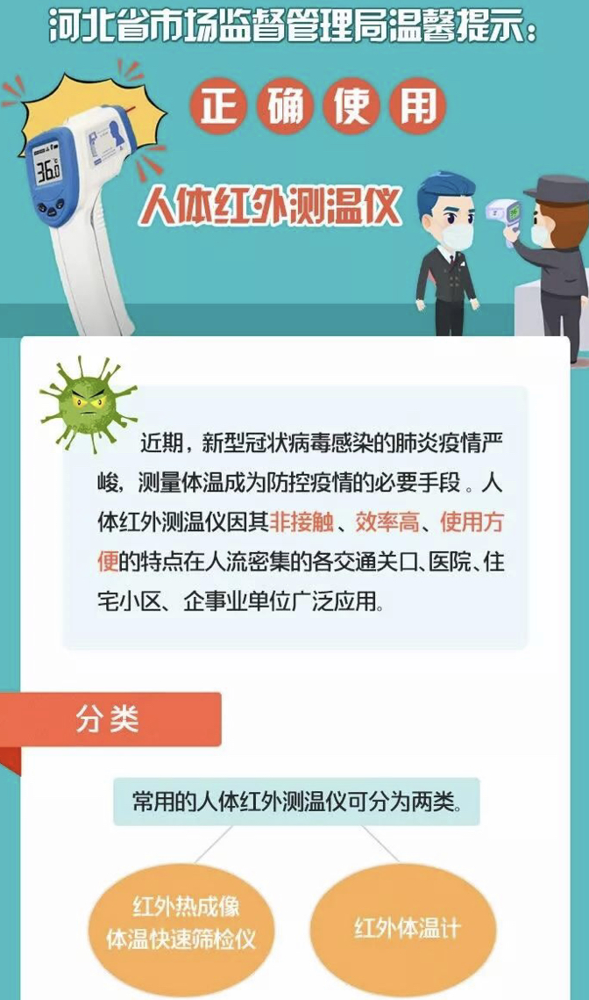 河北省市场监督管理局温馨提示:
正确使用
36.0
℃
人体红外测温仪
近期，新型冠状病毒感染的肺炎疫情严
峻，测量体温成为防控疫情的必要手段。人
体红外测温仪因其非接触、效率高、使用方
便的特点在人流密集的各交通关口、医院、住
宅小区、企事业单位广泛应用。
分类
常用的人体红外测温仪可分为两类。
红外热成像
体温快速筛检仪
红外体温计